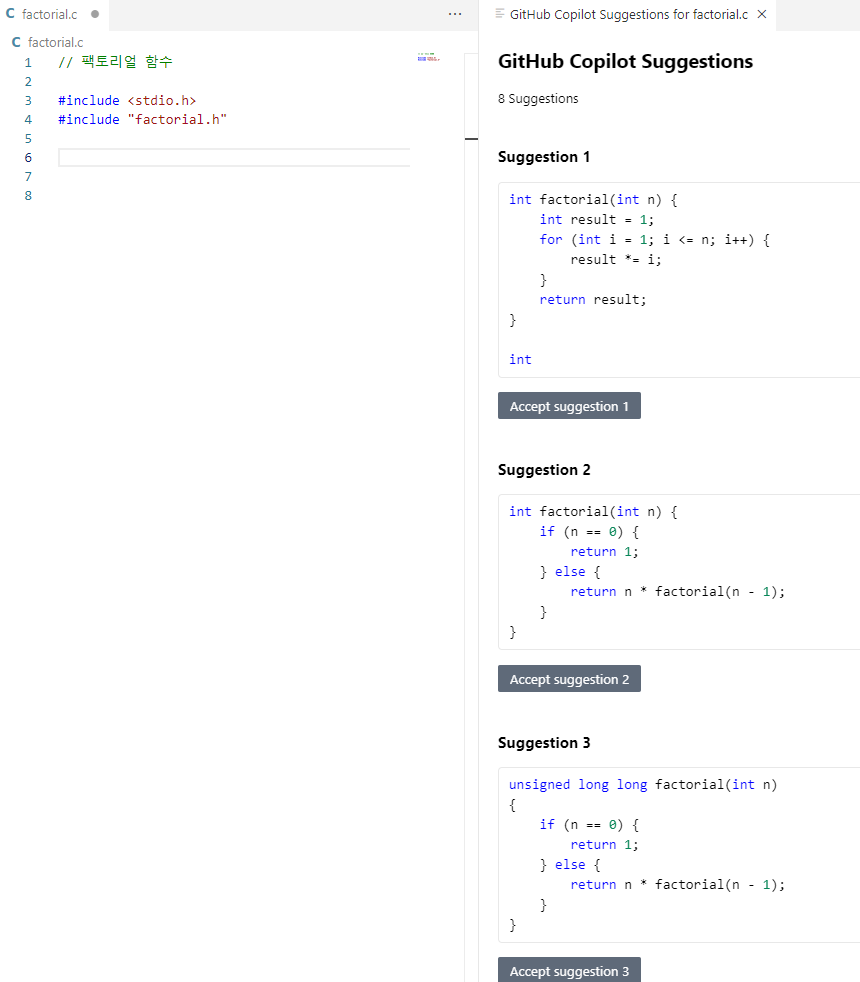 factorial.c
factorial.c
1 // 팩토리얼 함수
2
3 #include <stdio.h>
4 #include "factorial.h"
5
6
7
8
GitHub Copilot Suggestions for factorial.c
GitHub Copilot Suggestions
8 Suggestions
Suggestion 1
int factorial(int n) {
    int result = 1;
    for (int i = 1; i <= n; i++) {
        result *= i;
    }
    return result;
}

int
Accept suggestion 1
Suggestion 2
int factorial(int n) {
    if (n == 0) {
        return 1;
    } else {
        return n * factorial(n - 1);
    }
}
Accept suggestion 2
Suggestion 3
unsigned long long factorial(int n)
{
    if (n == 0) {
        return 1;
    } else {
        return n * factorial(n - 1);
    }
}
Accept suggestion 3